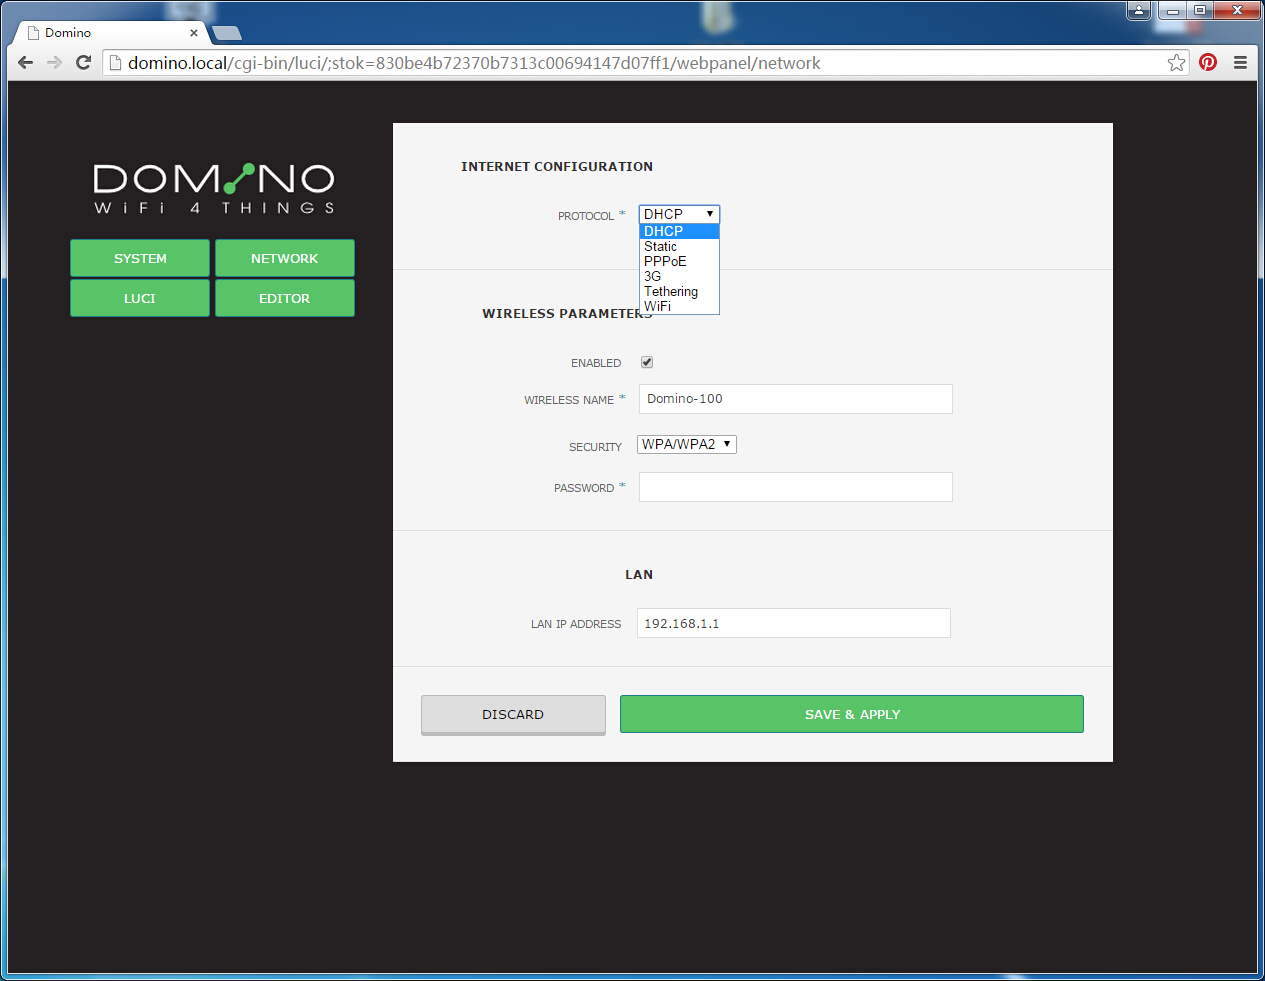 Domino
domino.local/cgi-bin/luci/;stok=830be4b72370b7313c00694147d07ff1/webpanel/network
DOMINO
WiFi 4 THINGS
SYSTEM NETWORK
LUCI EDITOR
INTERNET CONFIGURATION
PROTOCOL * DHCP
DHCP
Static
PPPoE
3G
Tethering
WiFi
WIRELESS PARAMETERS
ENABLED
WIRELESS NAME * Domino-100
SECURITY WPA/WPA2
PASSWORD *
LAN
LAN IP ADDRESS 192.168.1.1
DISCARD SAVE & APPLY